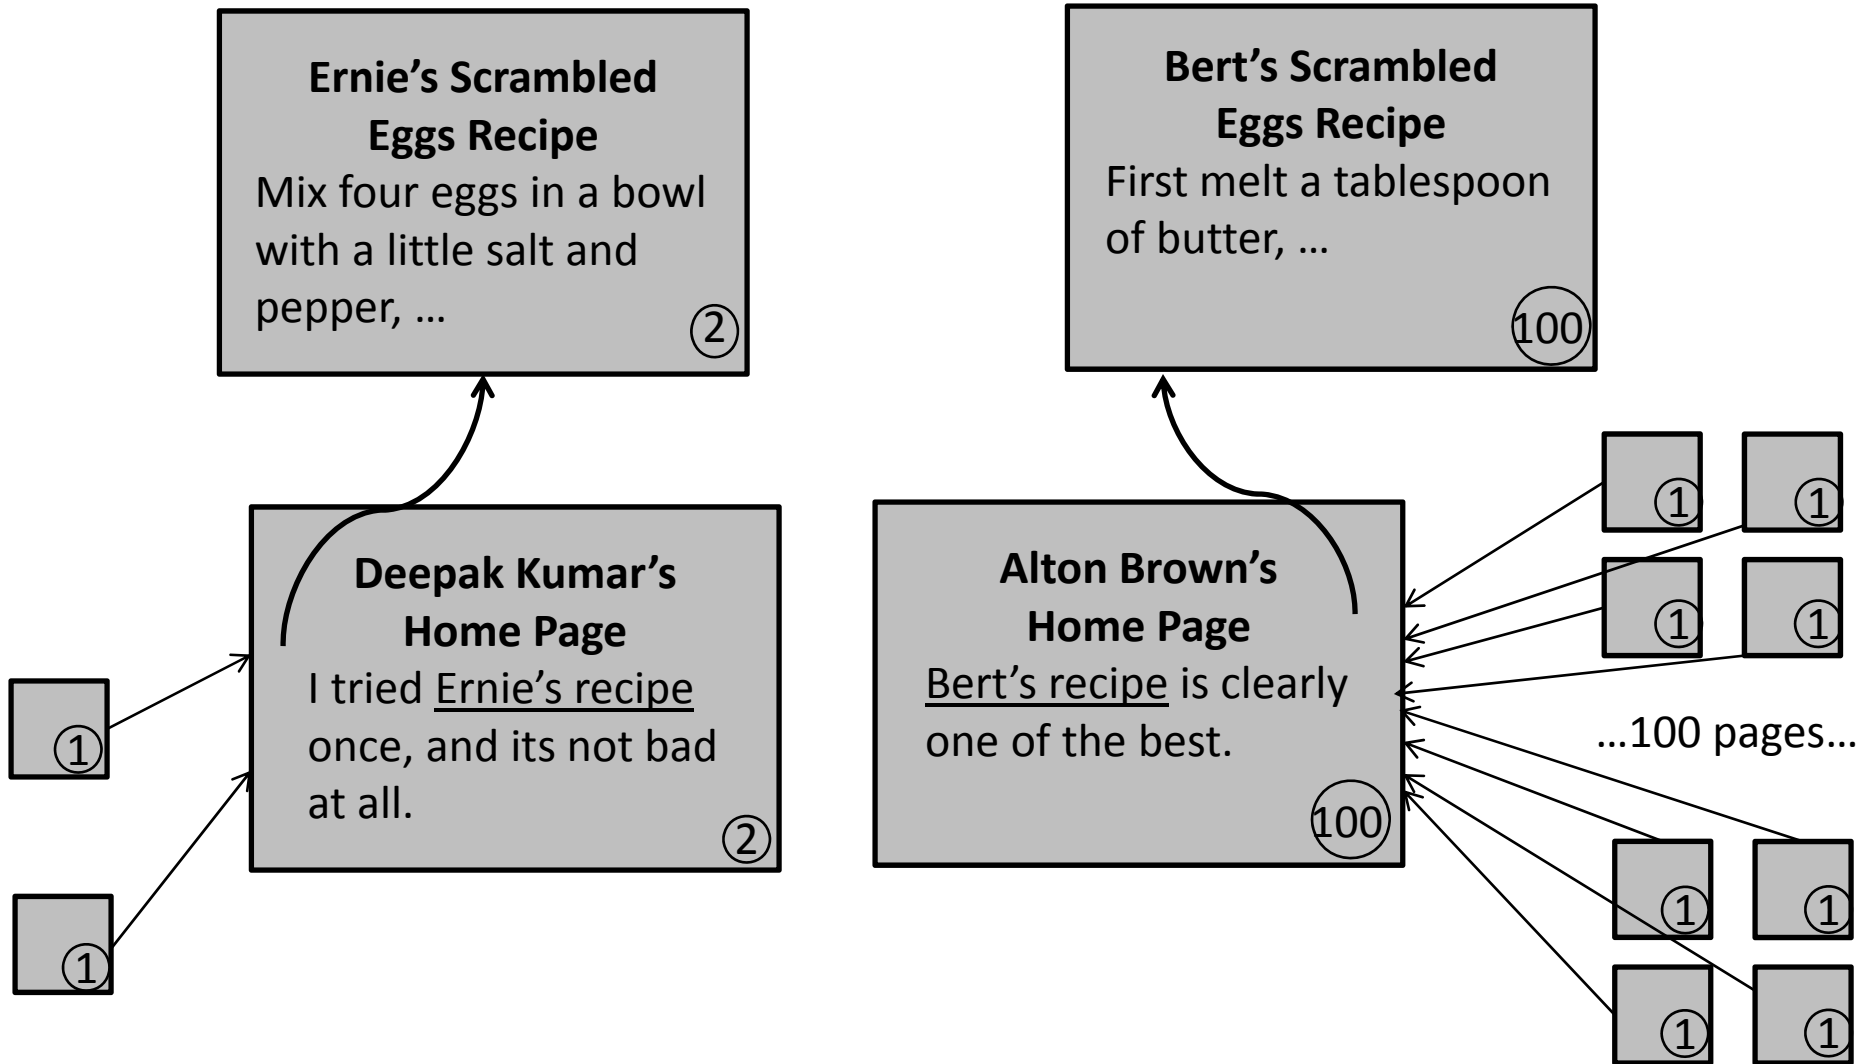 Ernie’s Scrambled
Eggs Recipe
Mix four eggs in a bowl
with a little salt and
pepper, …
2
Bert’s Scrambled
Eggs Recipe
First melt a tablespoon
of butter, …
100
Deepak Kumar’s
Home Page
I tried Ernie’s recipe
once, and its not bad
at all.
2
1
1
Alton Brown’s
Home Page
Bert’s recipe is clearly
one of the best.
100
1
1
1
1
…100 pages…
1
1
1
1